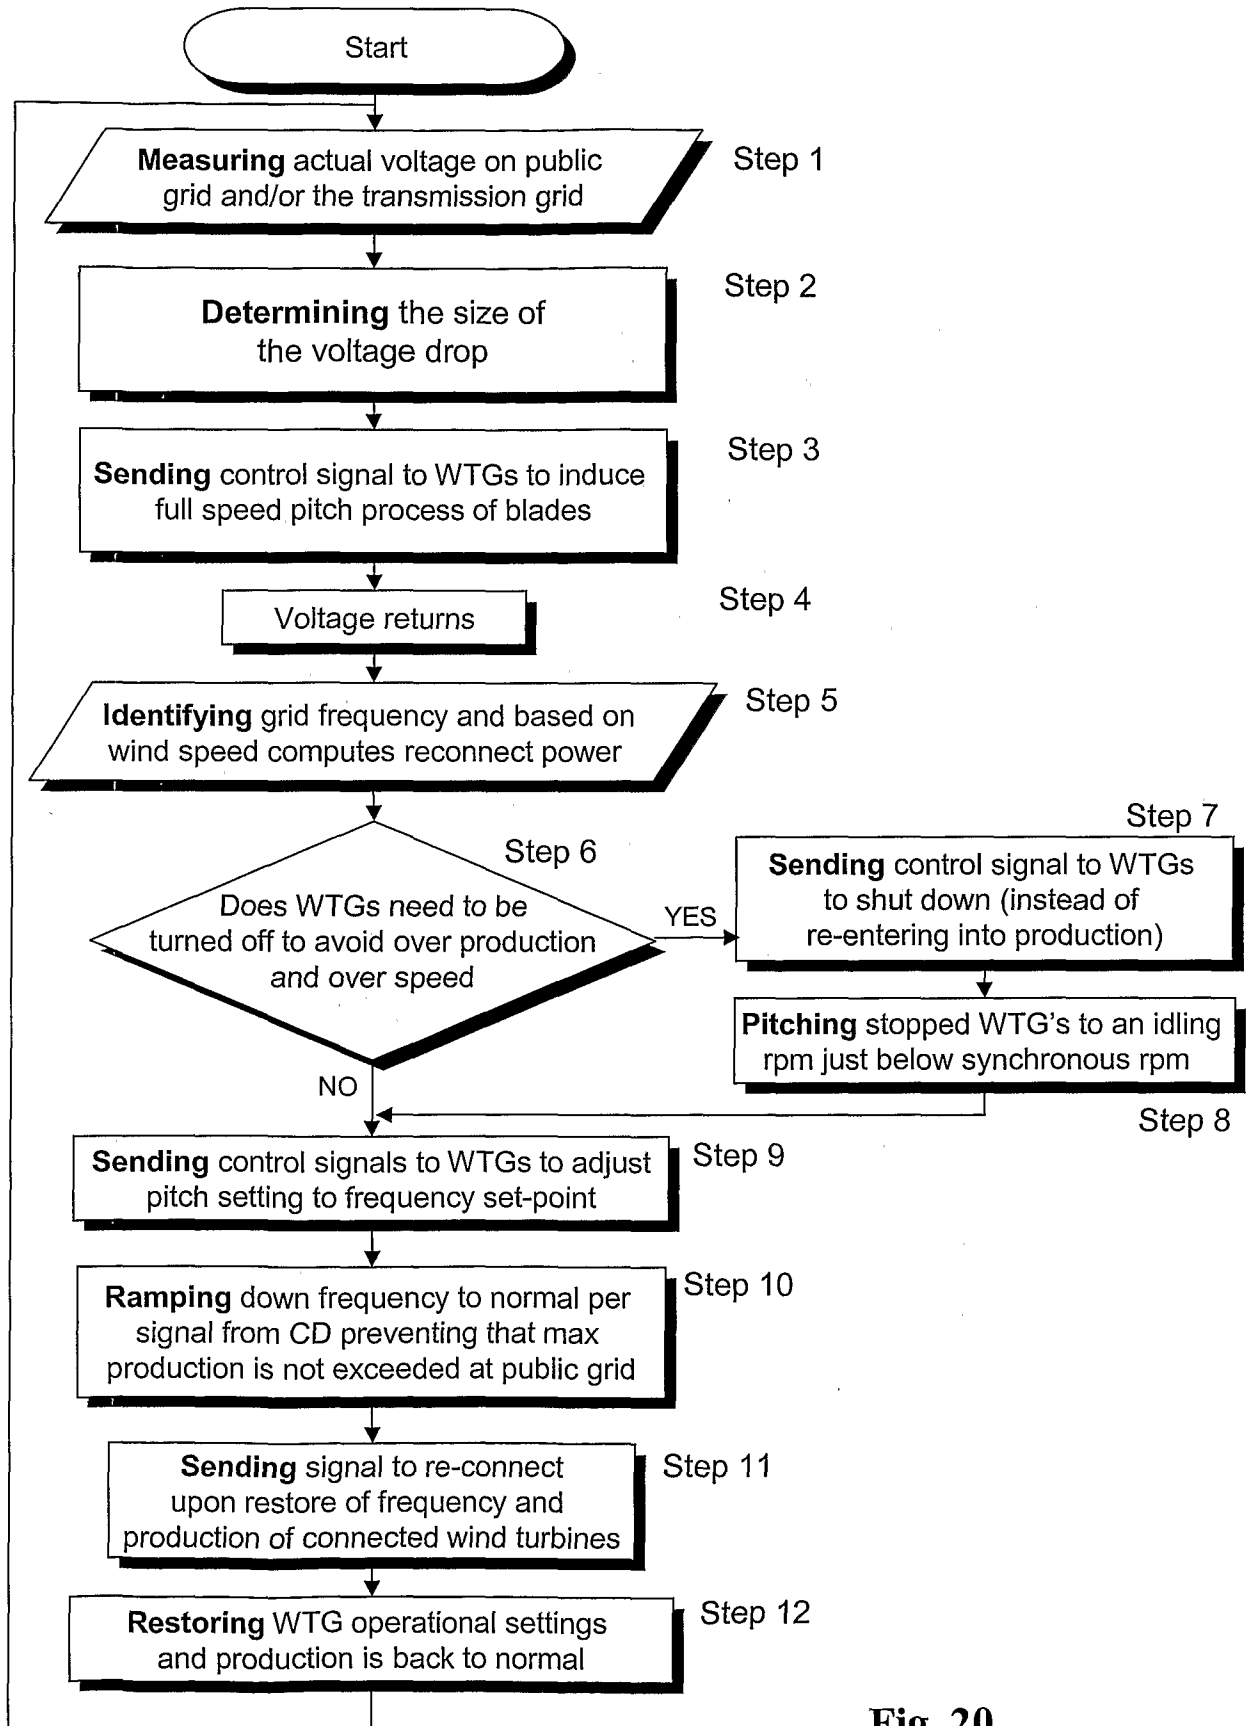 Start
Measuring actual voltage on public
grid and/or the transmission grid
Step 1
Determining the size of
the voltage drop
Step 2
Sending control signal to WTGs to induce
full speed pitch process of blades
Step 3
Voltage returns
Step 4
Identifying grid frequency and based on
wind speed computes reconnect power
Step 5
Step 6
Does WTGs need to be
turned off to avoid over production
and over speed
YES
NO
Step 7
Sending control signal to WTGs
to shut down (instead of
re-entering into production)
Pitching stopped WTG's to an idling
rpm just below synchronous rpm
Step 8
Sending control signals to WTGs to adjust
pitch setting to frequency set-point
Step 9
Ramping down frequency to normal per
signal from CD preventing that max
production is not exceeded at public grid
Step 10
Sending signal to re-connect
upon restore of frequency and
production of connected wind turbines
Step 11
Restoring WTG operational settings
and production is back to normal
Step 12
Fig. 20